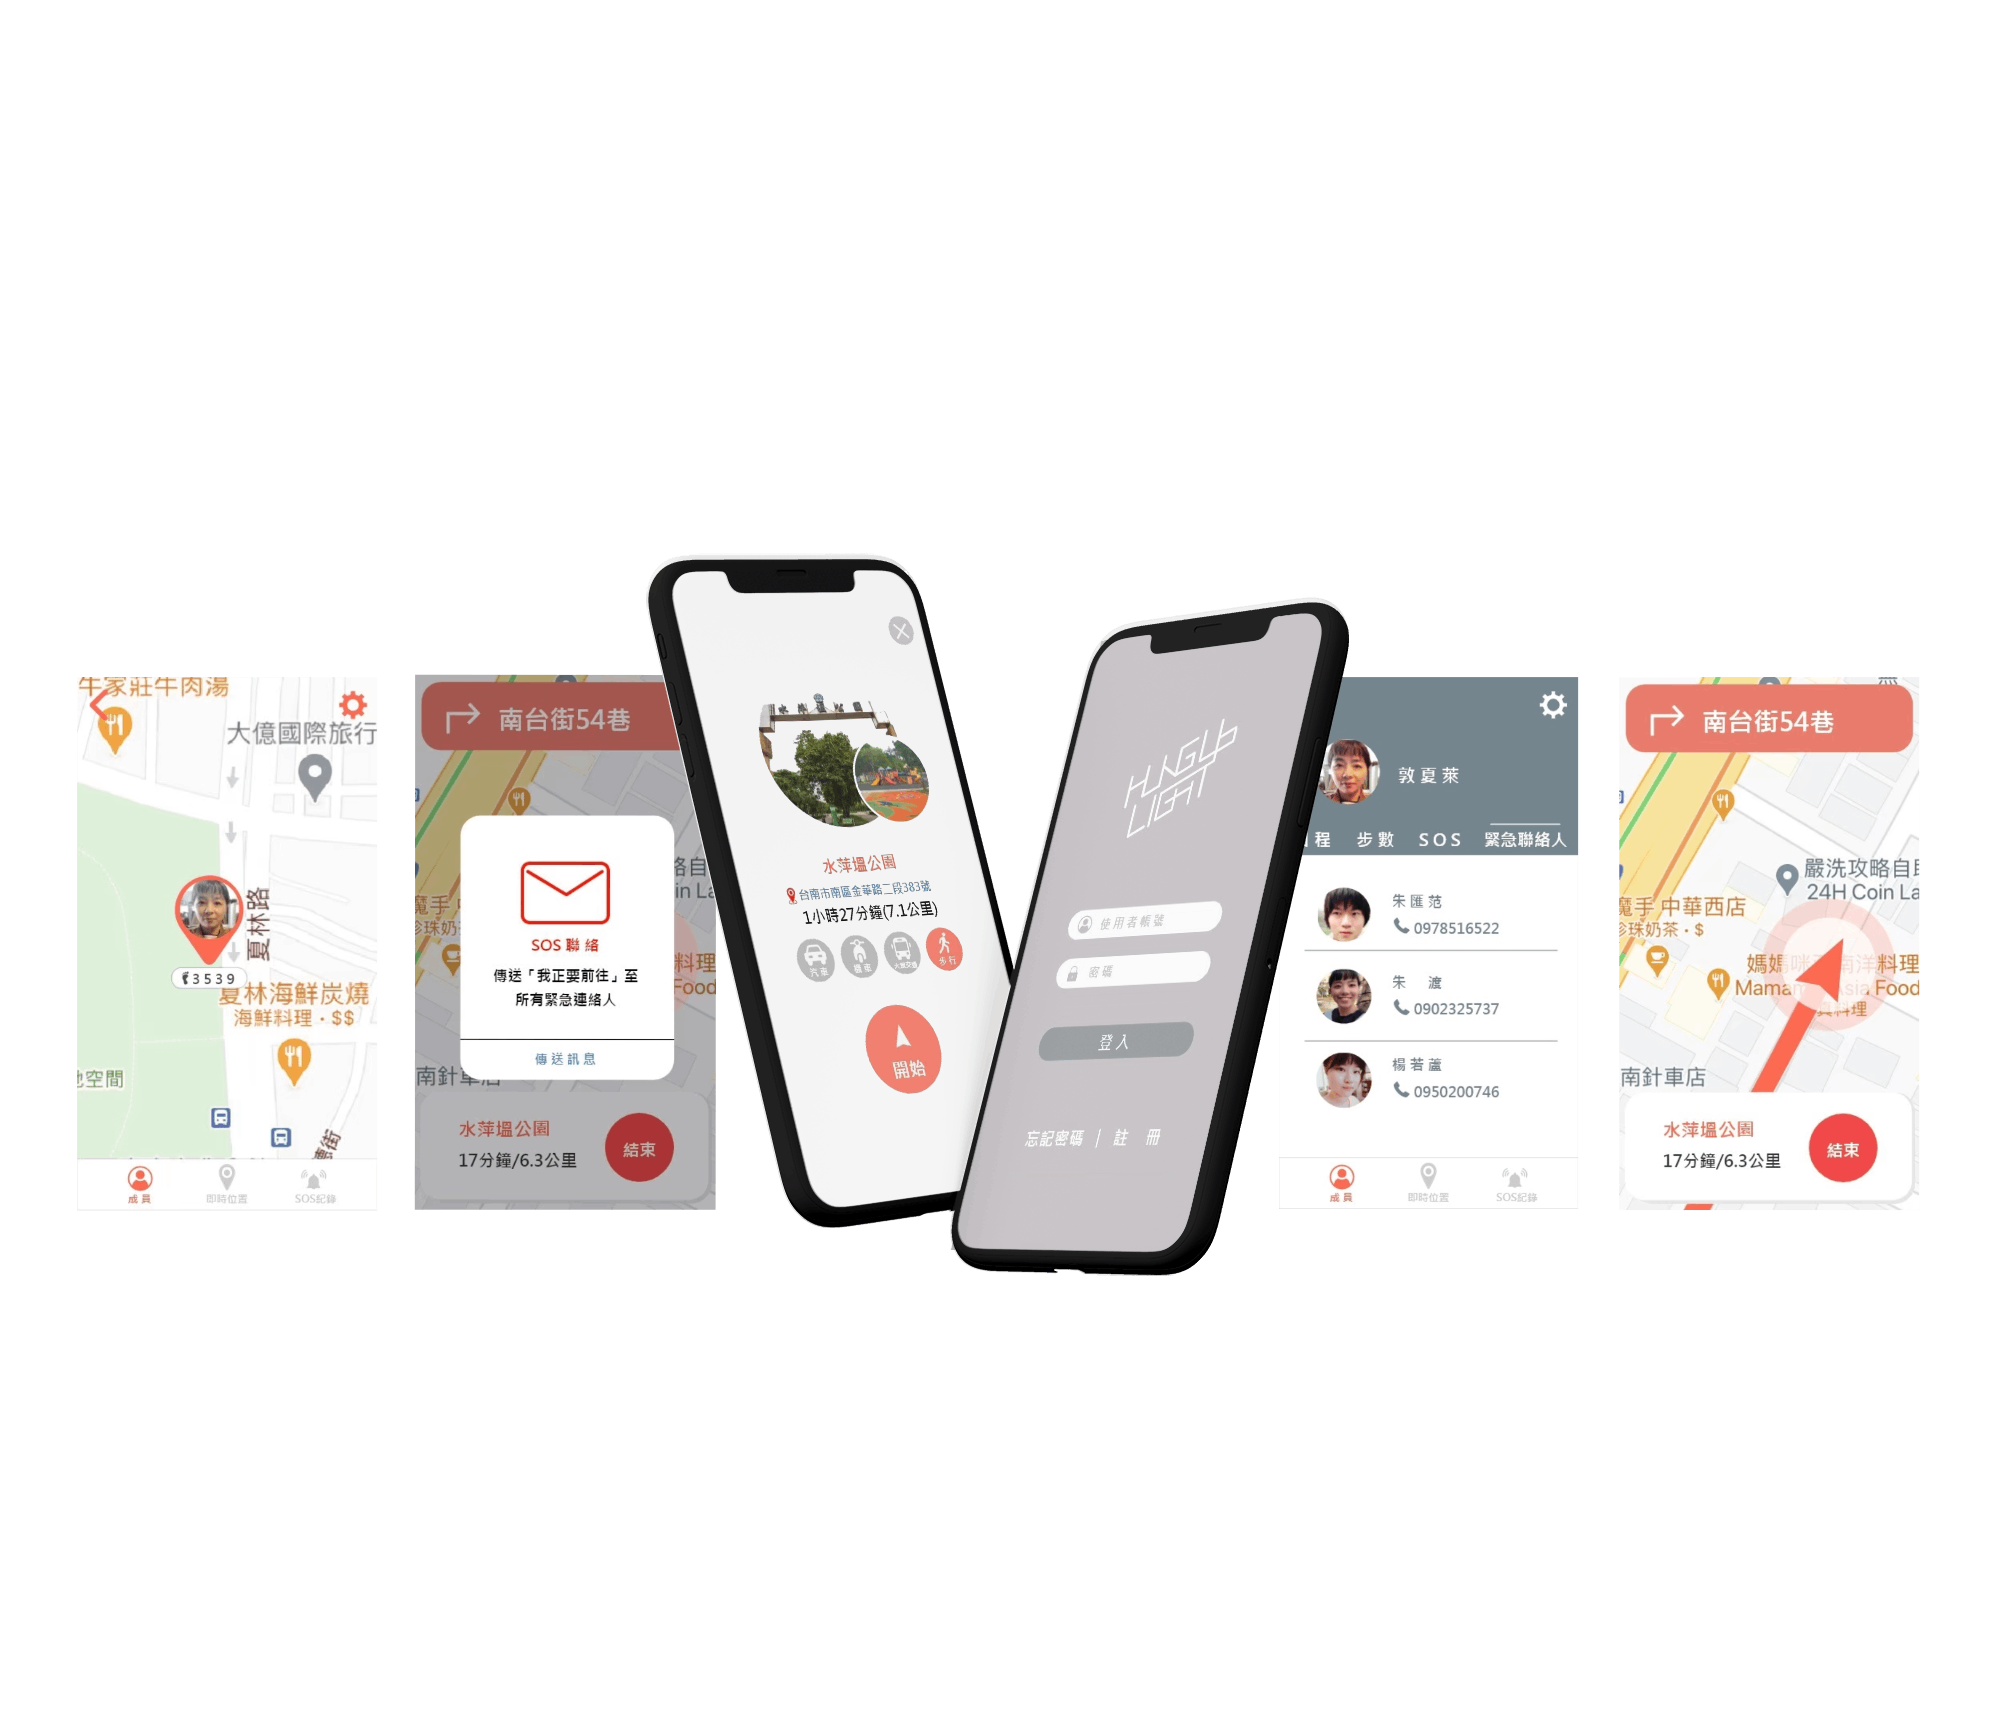 牛家莊牛肉湯
大億國際旅行
夏林路
3539
夏林海鮮炭燒
海鮮料理・$$
空間
德街
成員
即時位置
SOS紀錄
南台街54巷
SOS 聯絡
傳送「我正要前往」至
所有緊急連絡人
傳送訊息
南針車店
水萍塭公園
17分鐘/6.3公里
結束
水萍塭公園
台南市南區金華路二段383號
1小時27分鐘(7.1公里)
汽車
機車
大眾交通
步行
開始
HUAGUO
LIGHT
使用者帳號
密碼
登入
忘記密碼 | 註 冊
敦夏萊
程 步數 SOS 緊急聯絡人
朱匯范
0978516522
朱 渡
0902325737
楊若蘆
0950200746
成員
即時位置
SOS紀錄
南台街54巷
嚴洗攻略自助
24H Coin La
魔手 中華西店
珍珠奶茶・$
料理
Asia Food
料理
南針車店
水萍塭公園
17分鐘/6.3公里
結束